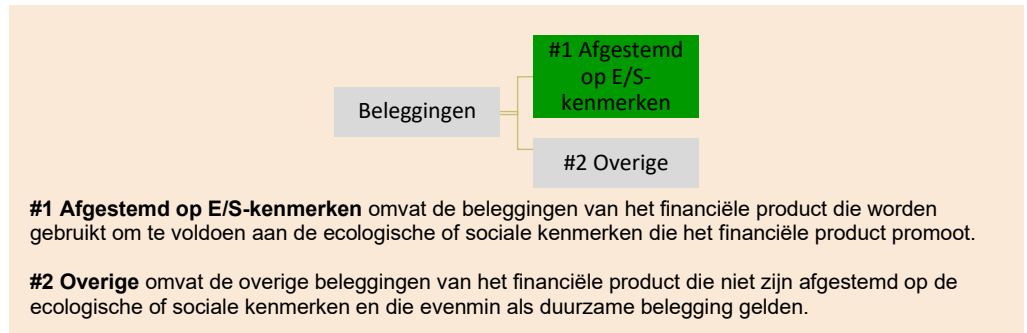 #1 Afgestemd
op E/S-
kenmerken
Beleggingen
#2 Overige
#1 Afgestemd op E/S-kenmerken omvat de beleggingen van het financiële product die worden
gebruikt om te voldoen aan de ecologische of sociale kenmerken die het financiële product promoot.
#2 Overige omvat de overige beleggingen van het financiële product die niet zijn afgestemd op de
ecologische of sociale kenmerken en die evenmin als duurzame belegging gelden.